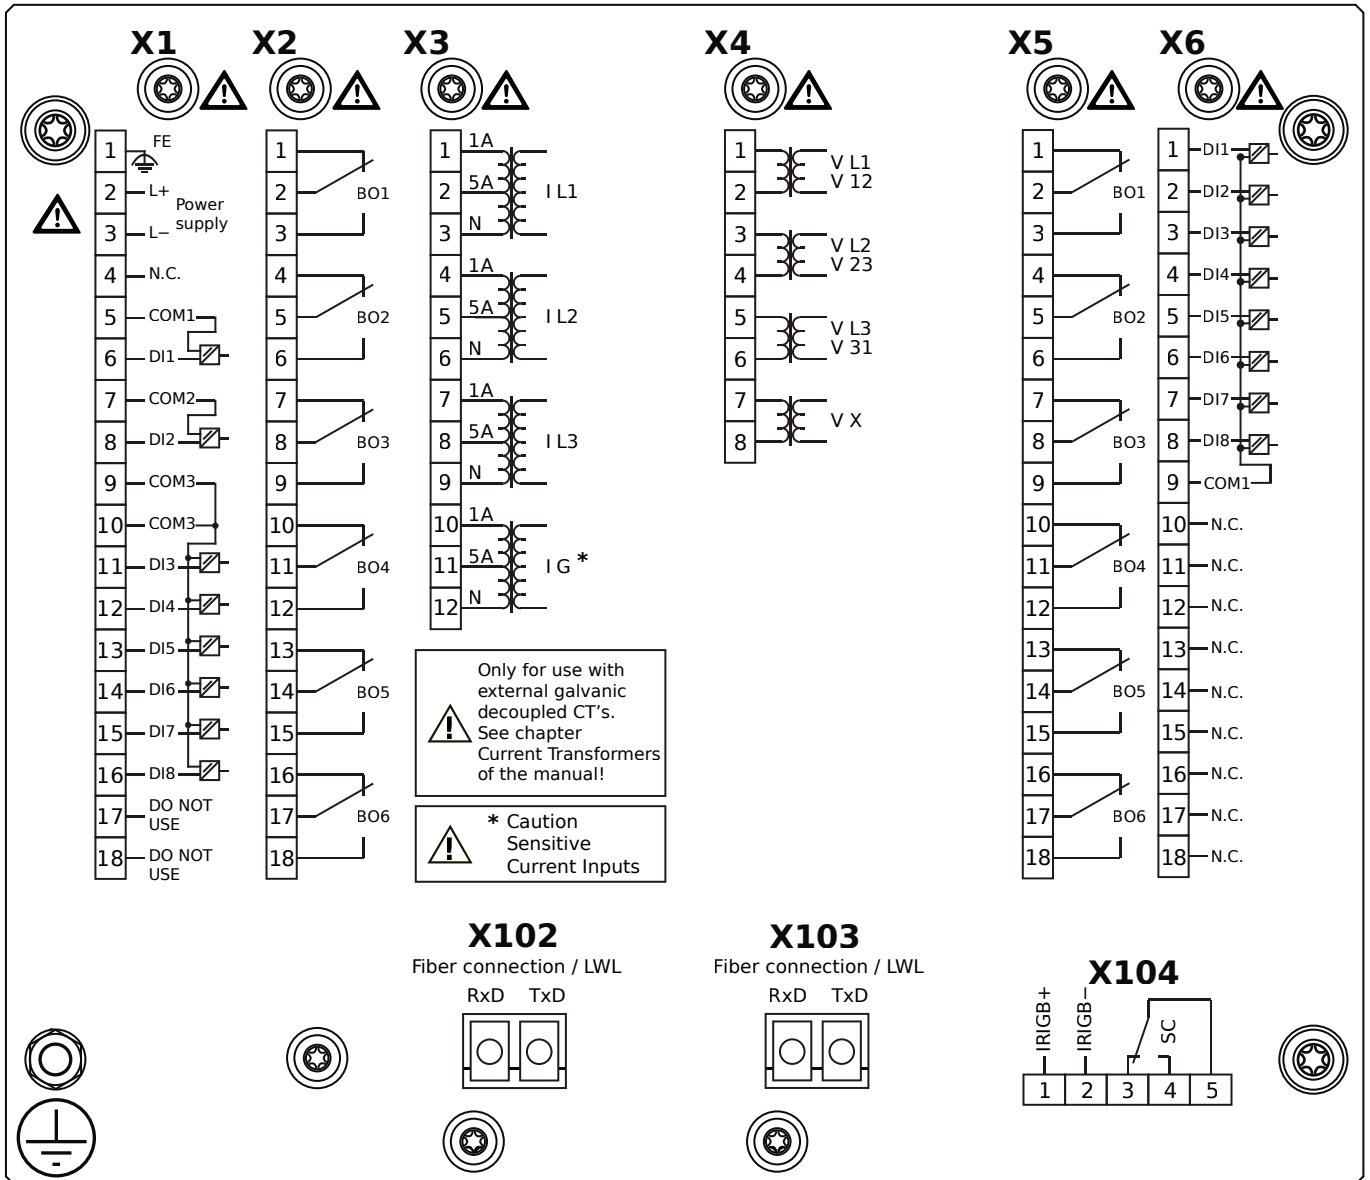 X1 X2 X3 X4 X5 X6
1 FE
2 L+
Power
supply
3 L−
4 N.C.
5 COM1
6 DI1
7 COM2
8 DI2
9 COM3
10 COM3
11 DI3
12 DI4
13 DI5
14 DI6
15 DI7
16 DI8
17 DO NOT
USE
18 DO NOT
USE
1
2 BO1
3
4
5 BO2
6
7
8 BO3
9
10
11 BO4
12
13
14 BO5
15
16
17 BO6
18
1 1A
2 5A I L1
3 N
4 1A
5 5A I L2
6 N
7 1A
8 5A I L3
9 N
10 1A
11 5A I G *
12 N
Only for use with
external galvanic
decoupled CT's.
See chapter
Current Transformers
of the manual!
* Caution
Sensitive
Current Inputs
1 V L1
2 V 12
3 V L2
4 V 23
5 V L3
6 V 31
7 V X
8
1
2 BO1
3
4
5 BO2
6
7
8 BO3
9
10
11 BO4
12
13
14 BO5
15
16
17 BO6
18
1 DI1
2 DI2
3 DI3
4 DI4
5 DI5
6 DI6
7 DI7
8 DI8
9 COM1
10 N.C.
11 N.C.
12 N.C.
13 N.C.
14 N.C.
15 N.C.
16 N.C.
17 N.C.
18 N.C.
X102
Fiber connection / LWL
RxD TxD
X103
Fiber connection / LWL
RxD TxD
X104
IRIGB+
IRIGB−
SC
1 2 3 4 5